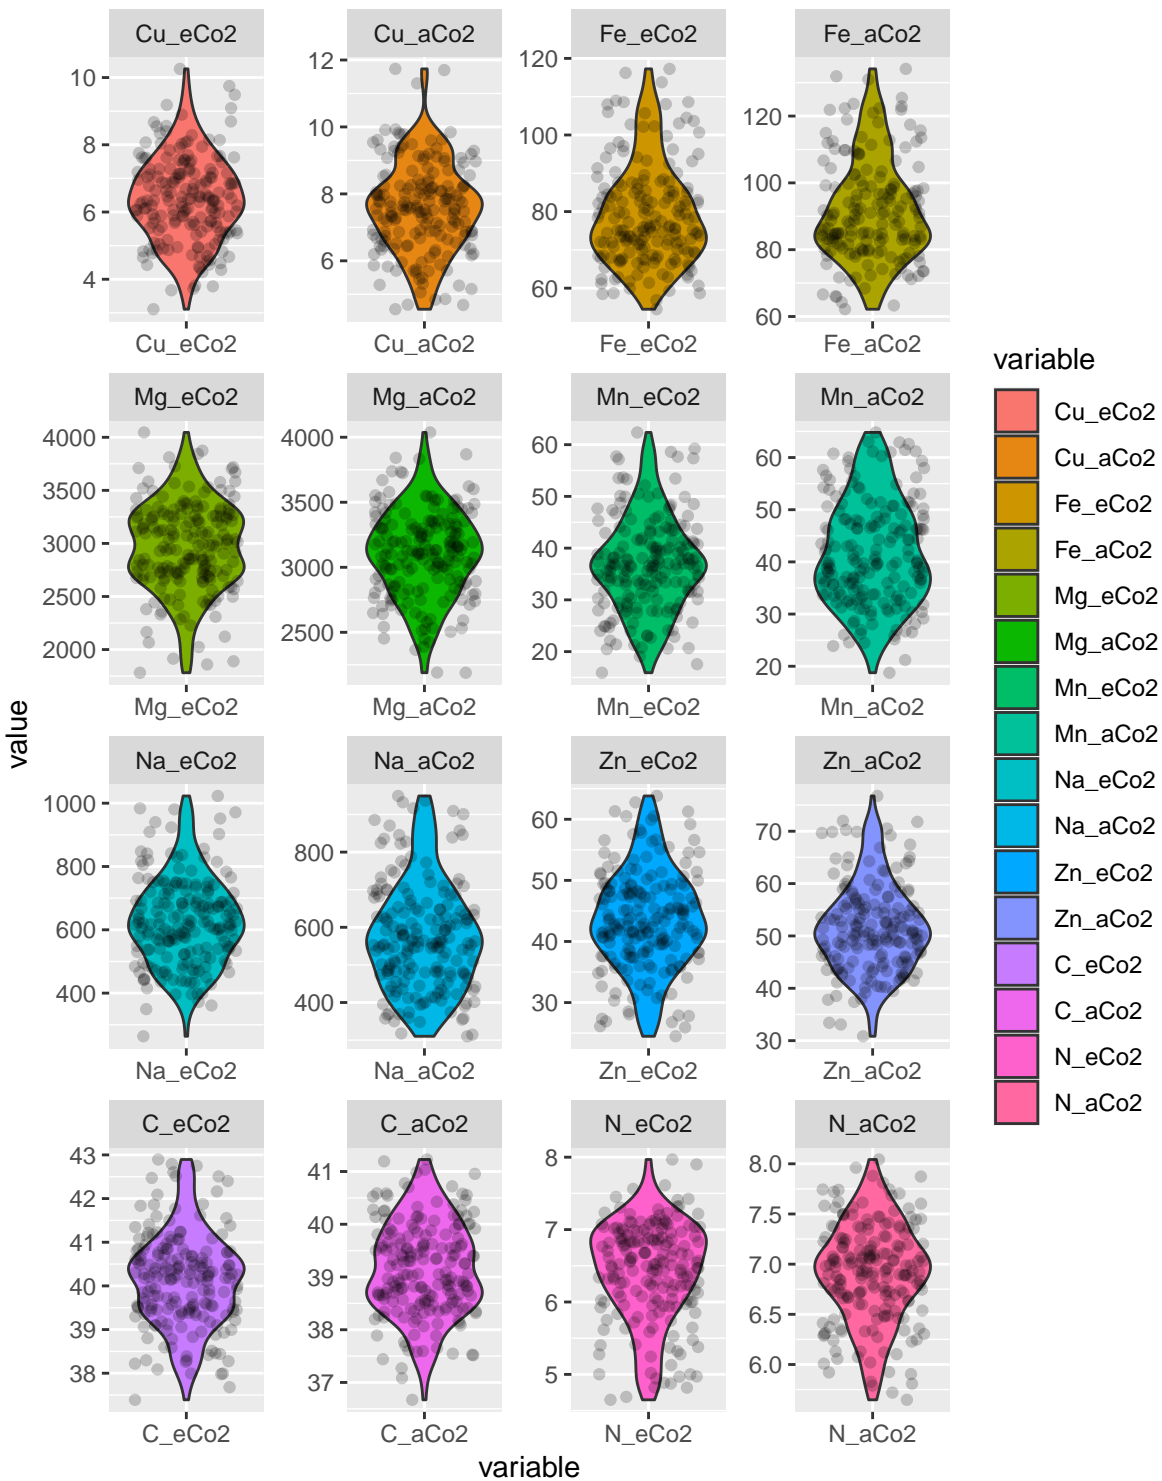 Cu_eCo2 Cu_aCo2 Fe_eCo2 Fe_aCo2
10 8 6 4
12 10 8 6
120 100 80 60
120 100 80 60
Cu_eCo2 Cu_aCo2 Fe_eCo2 Fe_aCo2
Mg_eCo2 Mg_aCo2 Mn_eCo2 Mn_aCo2
4000 3500 3000 2500 2000
4000 3500 3000 2500
60 50 40 30 20
60 50 40 30 20
Mg_eCo2 Mg_aCo2 Mn_eCo2 Mn_aCo2
Na_eCo2 Na_aCo2 Zn_eCo2 Zn_aCo2
1000 800 600 400
800 600 400
60 50 40 30
70 60 50 40 30
Na_eCo2 Na_aCo2 Zn_eCo2 Zn_aCo2
C_eCo2 C_aCo2 N_eCo2 N_aCo2
43 42 41 40 39 38
41 40 39 38 37
8 7 6 5
8.0 7.5 7.0 6.5 6.0
C_eCo2 C_aCo2 N_eCo2 N_aCo2
value
variable
variable
Cu_eCo2
Cu_aCo2
Fe_eCo2
Fe_aCo2
Mg_eCo2
Mg_aCo2
Mn_eCo2
Mn_aCo2
Na_eCo2
Na_aCo2
Zn_eCo2
Zn_aCo2
C_eCo2
C_aCo2
N_eCo2
N_aCo2